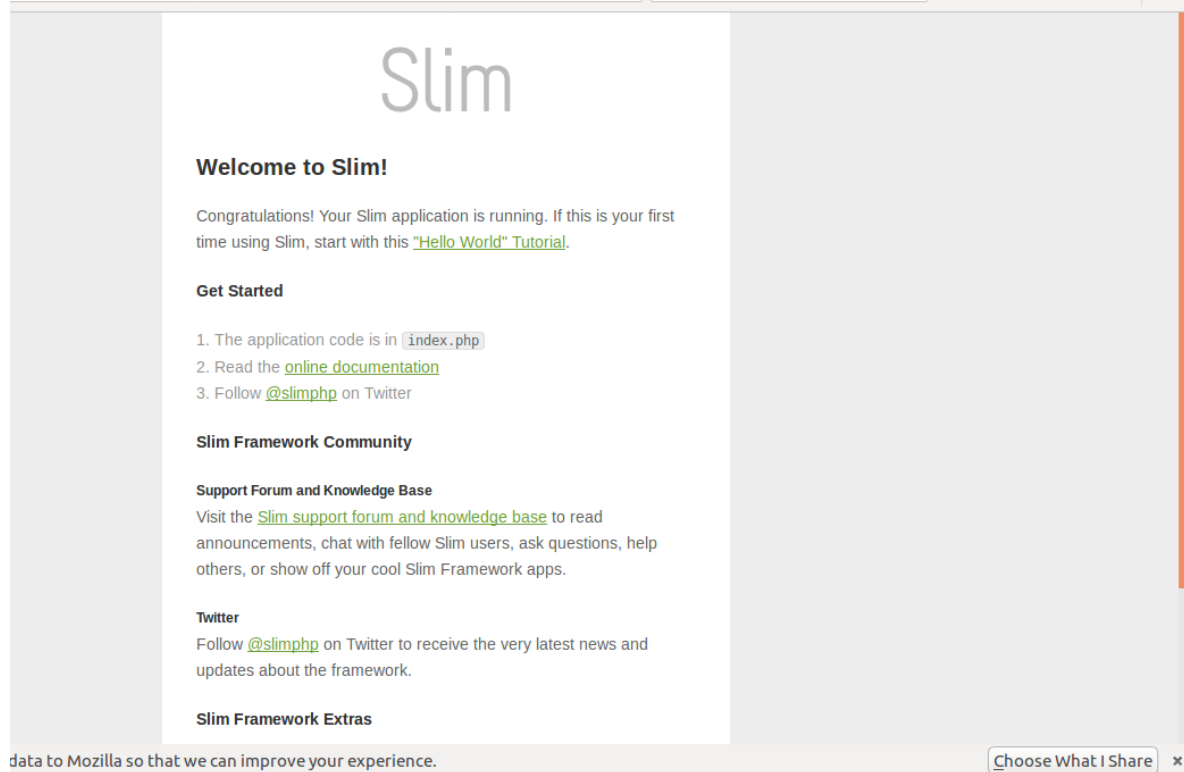 Slim
Welcome to Slim!
Congratulations! Your Slim application is running. If this is your first
time using Slim, start with this "Hello World" Tutorial.
Get Started
1. The application code is in index.php
2. Read the online documentation
3. Follow @slimphp on Twitter
Slim Framework Community
Support Forum and Knowledge Base
Visit the Slim support forum and knowledge base to read
announcements, chat with fellow Slim users, ask questions, help
others, or show off your cool Slim Framework apps.
Twitter
Follow @slimphp on Twitter to receive the very latest news and
updates about the framework.
Slim Framework Extras
data to Mozilla so that we can improve your experience. Choose What I Share ×